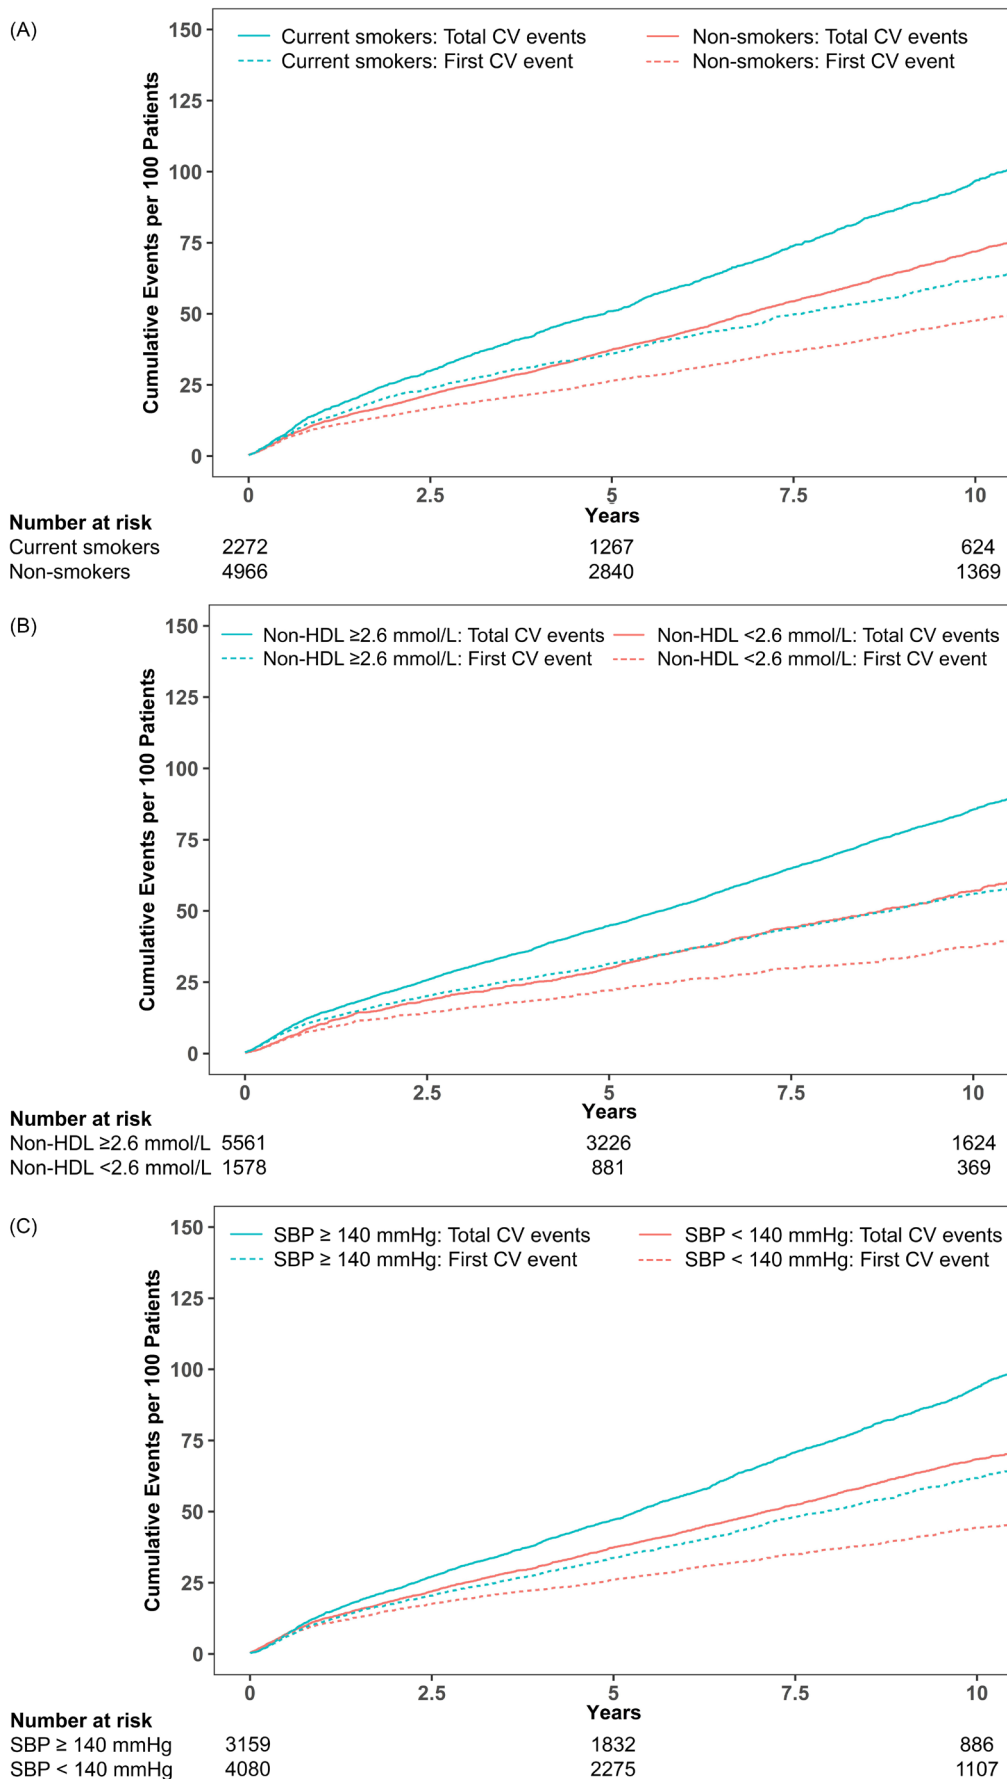 (A)
Cumulative Events per 100 Patients
150
125
100
75
50
25
0
Current smokers: Total CV events Non-smokers: Total CV events
Current smokers: First CV event Non-smokers: First CV event
0 2.5 5 7.5 10
Years
Number at risk
Current smokers 2272 1267 624
Non-smokers 4966 2840 1369
(B)
Cumulative Events per 100 Patients
150
125
100
75
50
25
0
Non-HDL ≥2.6 mmol/L: Total CV events Non-HDL <2.6 mmol/L: Total CV events
Non-HDL ≥2.6 mmol/L: First CV event Non-HDL <2.6 mmol/L: First CV event
0 2.5 5 7.5 10
Years
Number at risk
Non-HDL ≥2.6 mmol/L 5561 3226 1624
Non-HDL <2.6 mmol/L 1578 881 369
(C)
Cumulative Events per 100 Patients
150
125
100
75
50
25
0
SBP ≥ 140 mmHg: Total CV events SBP < 140 mmHg: Total CV events
SBP ≥ 140 mmHg: First CV event SBP < 140 mmHg: First CV event
0 2.5 5 7.5 10
Years
Number at risk
SBP ≥ 140 mmHg 3159 1832 886
SBP < 140 mmHg 4080 2275 1107